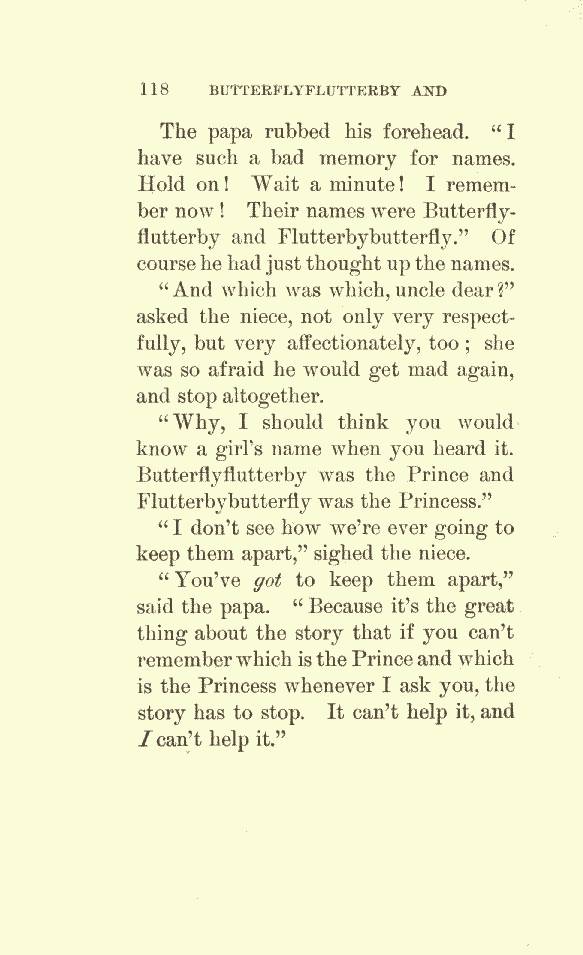 118 BUTTERFLYFLUTTERBY AND
The papa rubbed his forehead. "I
have such a bad memory for names.
Hold on! Wait a minute! I remem-
ber now! Their names were Butterfly-
flutterby and Flutterbybutterfly." Of
course he had just thought up the names.
"And which was which, uncle dear?"
asked the niece, not only very respect-
fully, but very affectionately, too; she
was so afraid he would get mad again,
and stop altogether.
"Why, I should think you would
know a girl's name when you heard it.
Butterflyflutterby was the Prince and
Flutterbybutterfly was the Princess."
"I don't see how we're ever going to
keep them apart," sighed the niece.
"You've got to keep them apart,"
said the papa. "Because it's the great
thing about the story that if you can't
remember which is the Prince and which
is the Princess whenever I ask you, the
story has to stop. It can't help it, and
I can't help it."